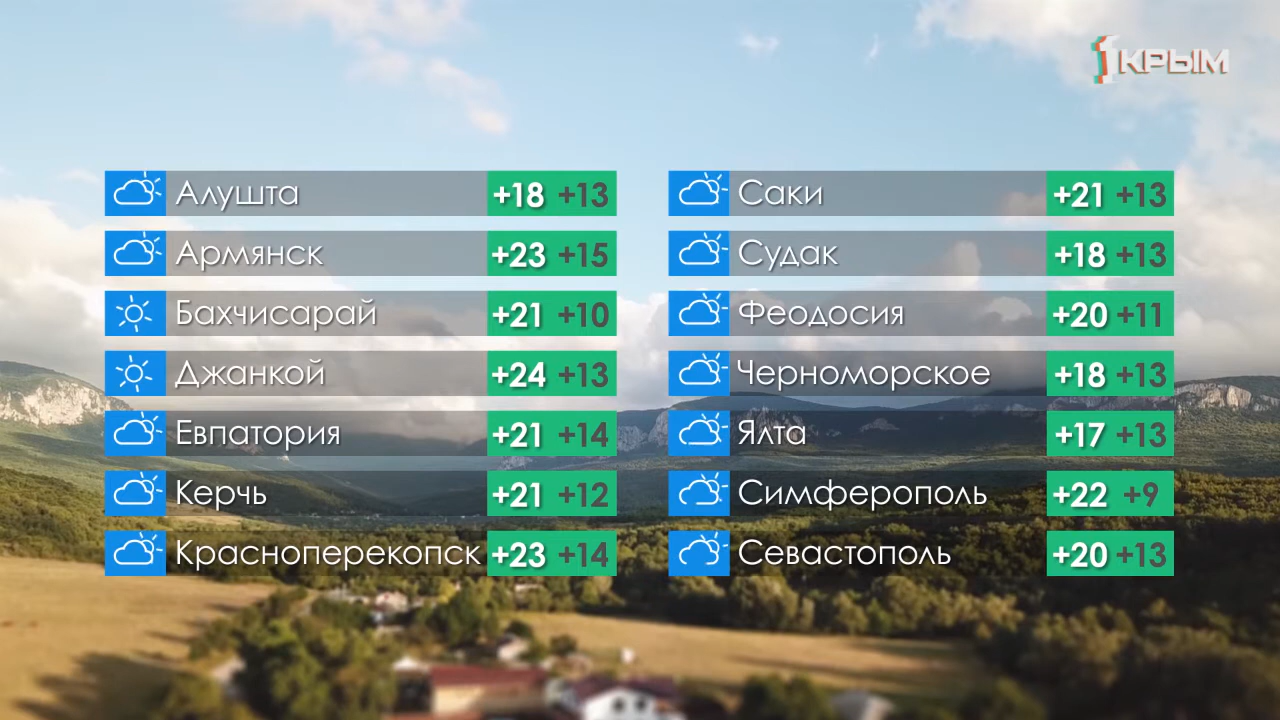 1 КРЫМ
Алушта +18 +13
Армянск +23 +15
Бахчисарай +21 +10
Джанкой +24 +13
Евпатория +21 +14
Керчь +21 +12
Красноперекопск +23 +14
Саки +21 +13
Судак +18 +13
Феодосия +20 +11
Черноморское +18 +13
Ялта +17 +13
Симферополь +22 +9
Севастополь +20 +13